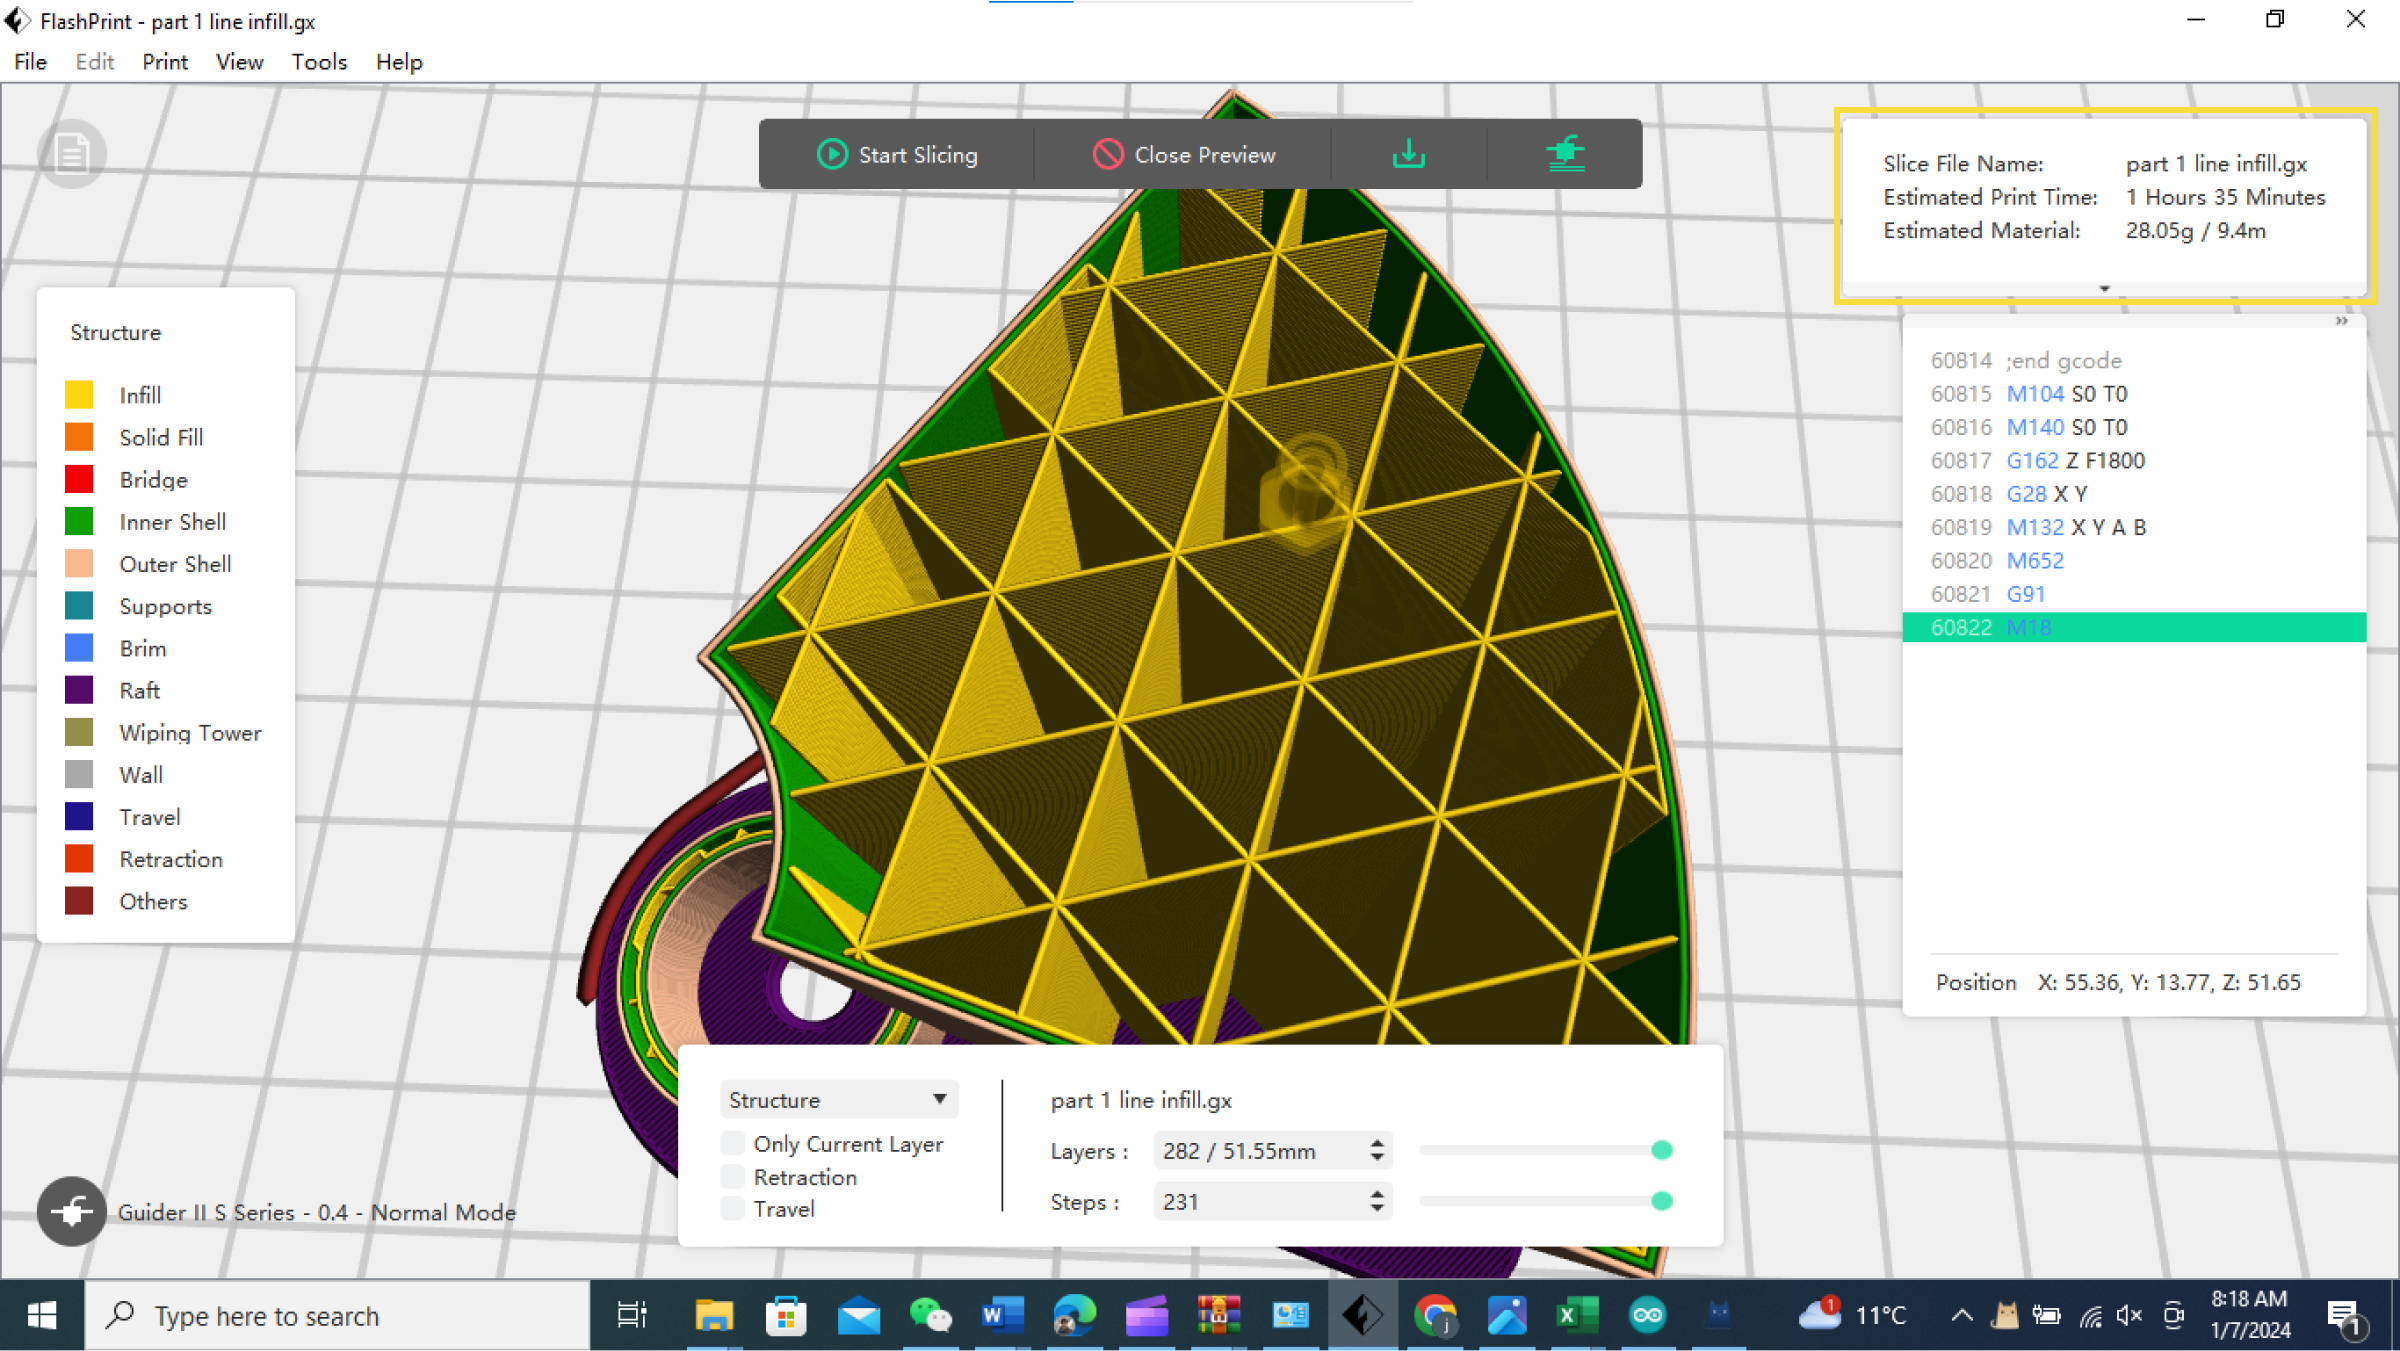 FlashPrint - part 1 line infill.gx
File Edit Print View Tools Help
Start Slicing
Close Preview
Slice File Name: part 1 line infill.gx
Estimated Print Time: 1 Hours 35 Minutes
Estimated Material: 28.05g / 9.4m
Structure
Infill
Solid Fill
Bridge
Inner Shell
Outer Shell
Supports
Brim
Raft
Wiping Tower
Wall
Travel
Retraction
Others
60814 ;end gcode
60815 M104 S0 T0
60816 M140 S0 T0
60817 G162 Z F1800
60818 G28 X Y
60819 M132 X Y A B
60820 M652
60821 G91
60822 M18
Position X: 55.36, Y: 13.77, Z: 51.65
Structure
Only Current Layer
Retraction
Travel
part 1 line infill.gx
Layers : 282 / 51.55mm
Steps : 231
Guider II S Series - 0.4 - Normal Mode
Type here to search
W
j
X
1
11°C
8:18 AM
1/7/2024
1